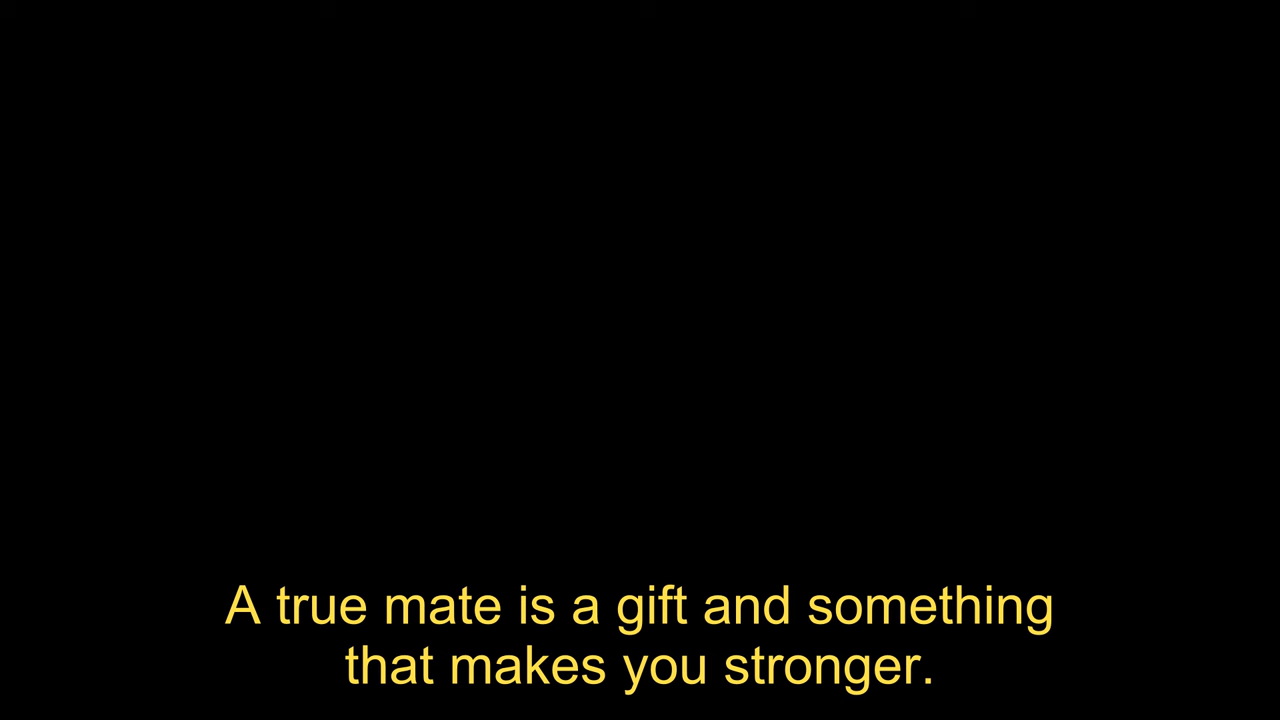 A true mate is a gift and something
that makes you stronger.